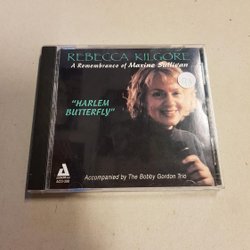 REBECCA KILGORE
A Remembrance of Maxine Sullivan
"HARLEM
BUTTERFLY"
Accompanied by The Bobby Gordon Trio